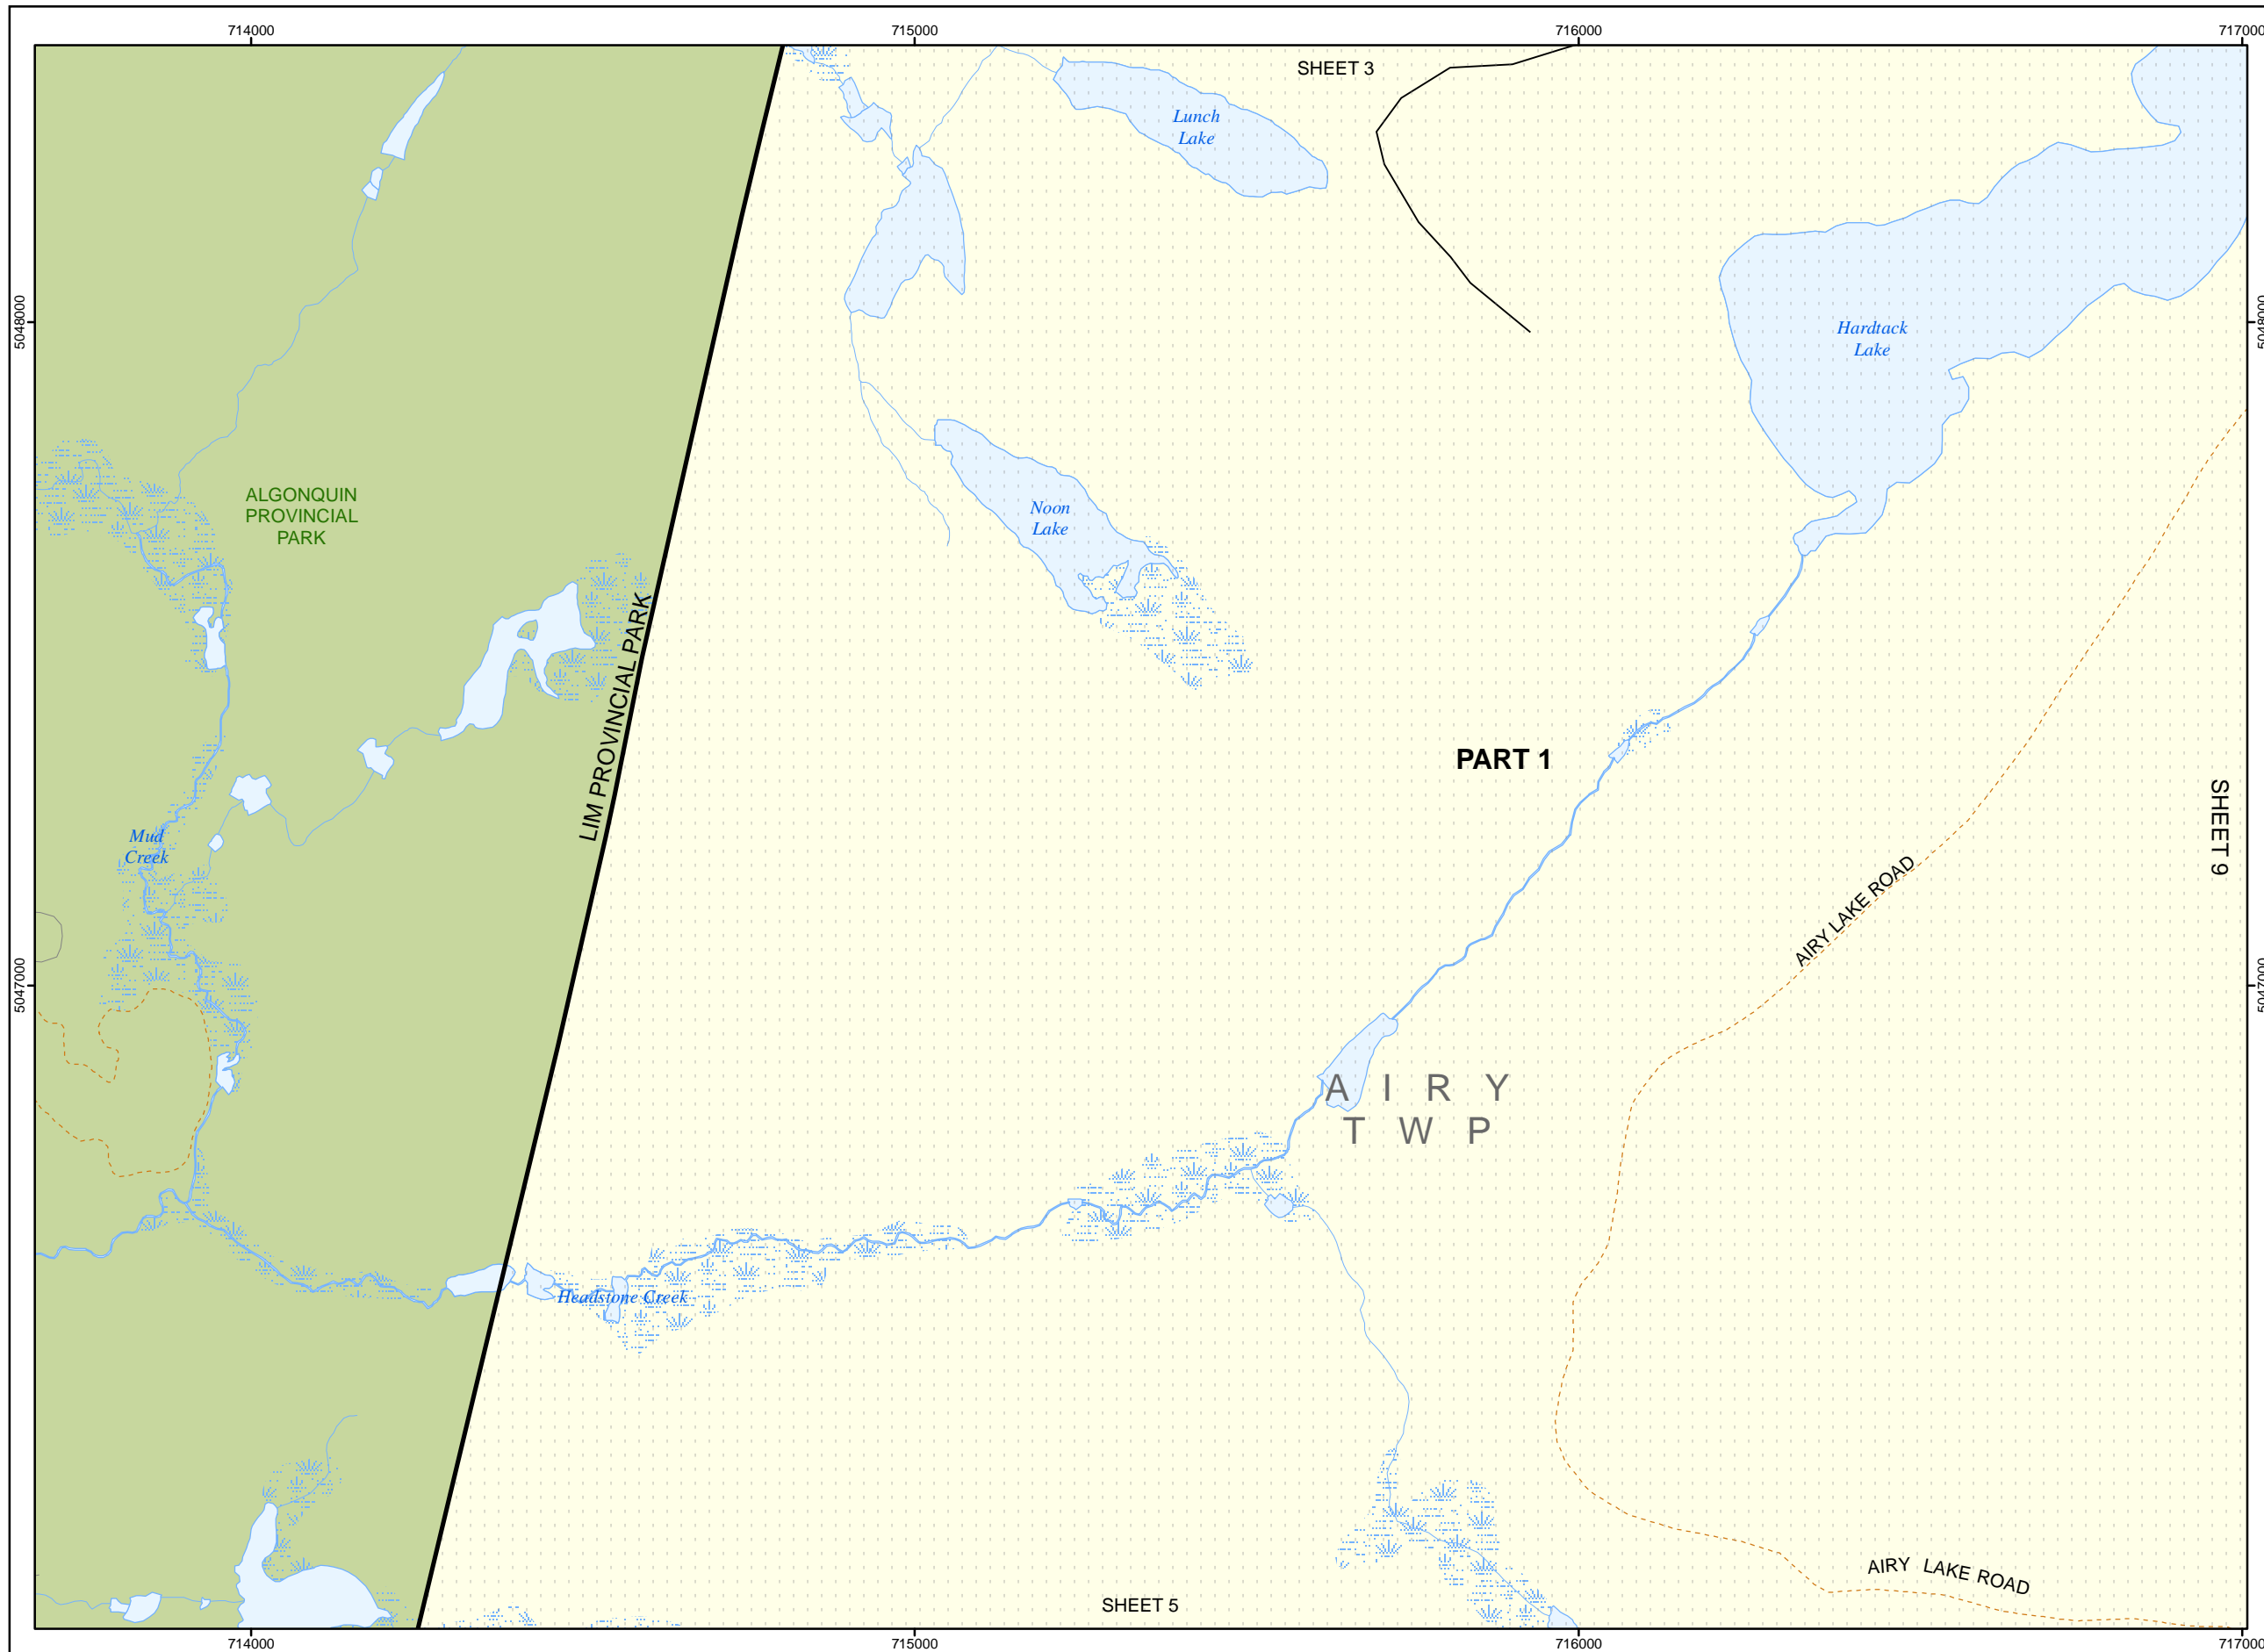 714000
715000
716000
717000
SHEET 3
Lunch
Lake
5048000
Hardtack
Lake
5048000
ALGONQUIN
PROVINCIAL
PARK
Noon
Lake
LIM PROVINCIAL PARK
PART 1
SHEET 9
Mud
Creek
AIRY LAKE ROAD
5047000
5047000
AIRY
TWP
Headstone Creek
AIRY LAKE ROAD
SHEET 5
714000
715000
716000
717000